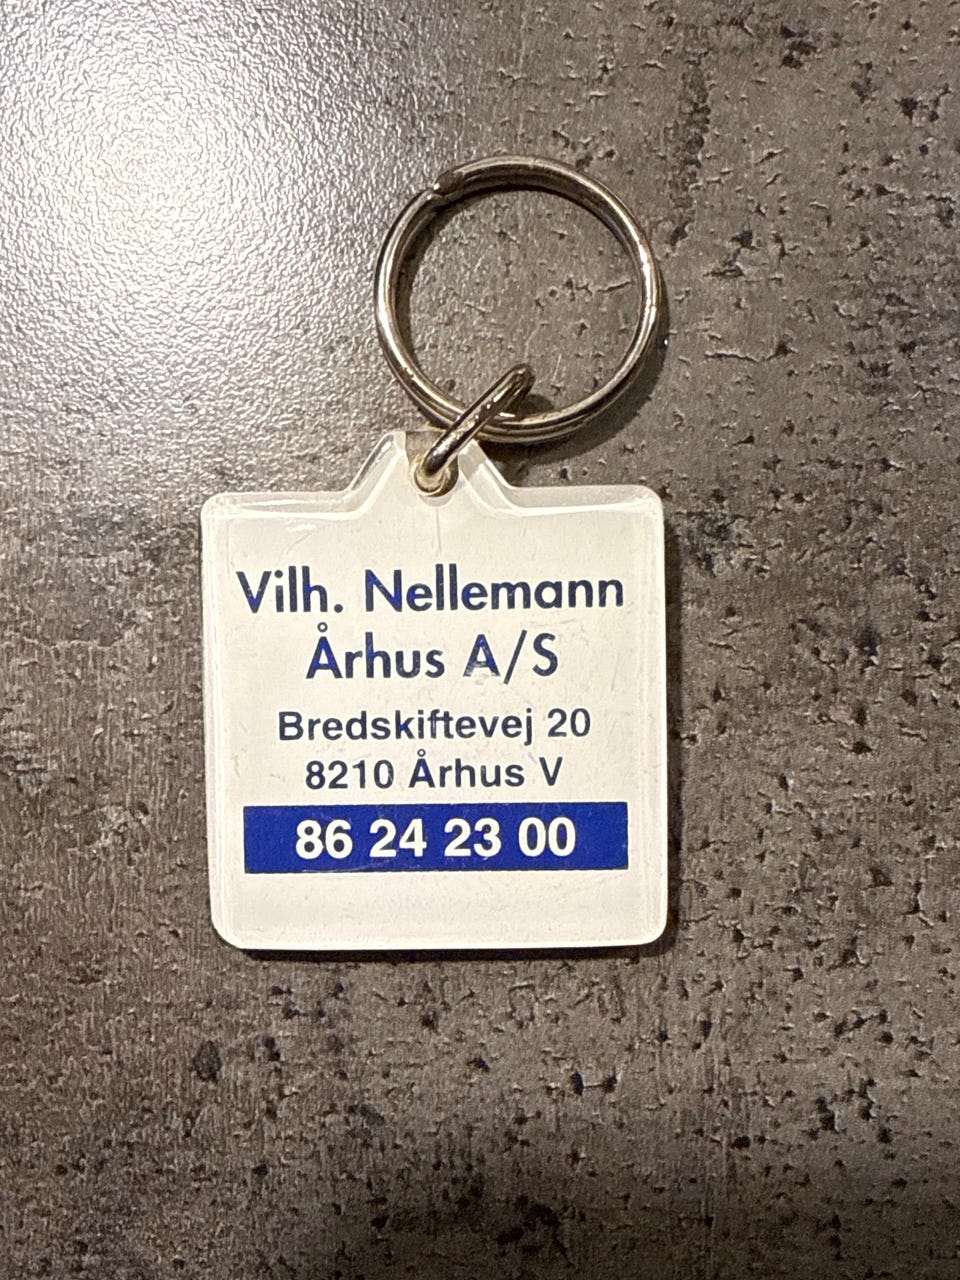 Vilh. Nellemann
Århus A/S
Bredskiftevej 20
8210 Århus V
86 24 23 00